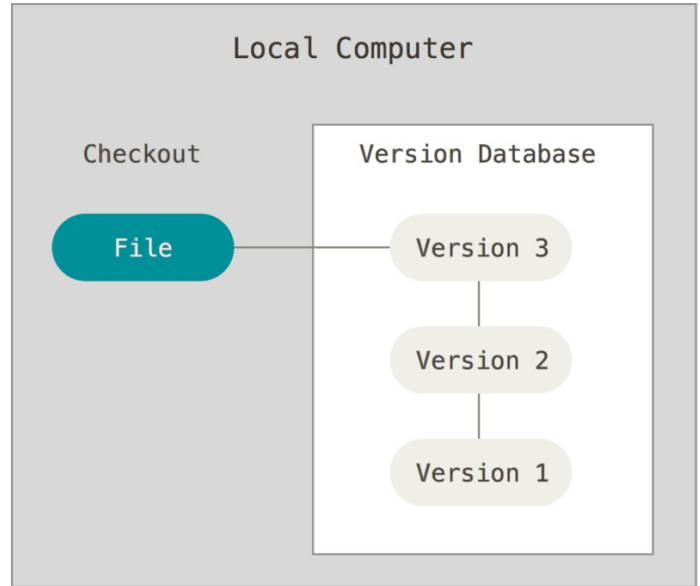 Local Computer
Checkout
Version Database
File
Version 3
Version 2
Version 1